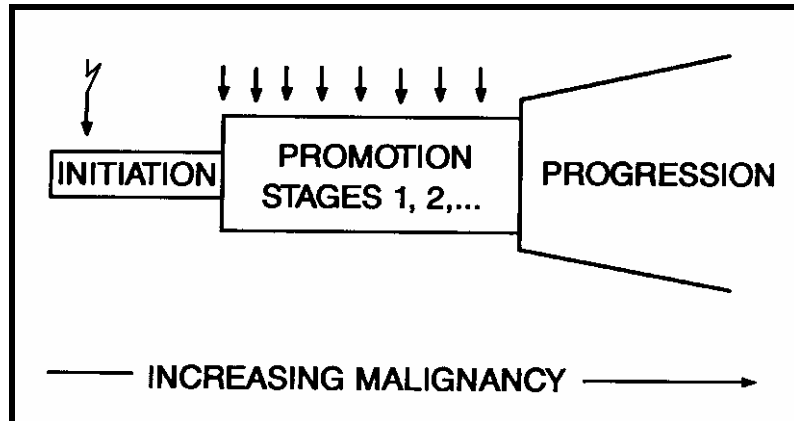 INITIATION
PROMOTION
STAGES 1, 2,...
PROGRESSION
INCREASING MALIGNANCY